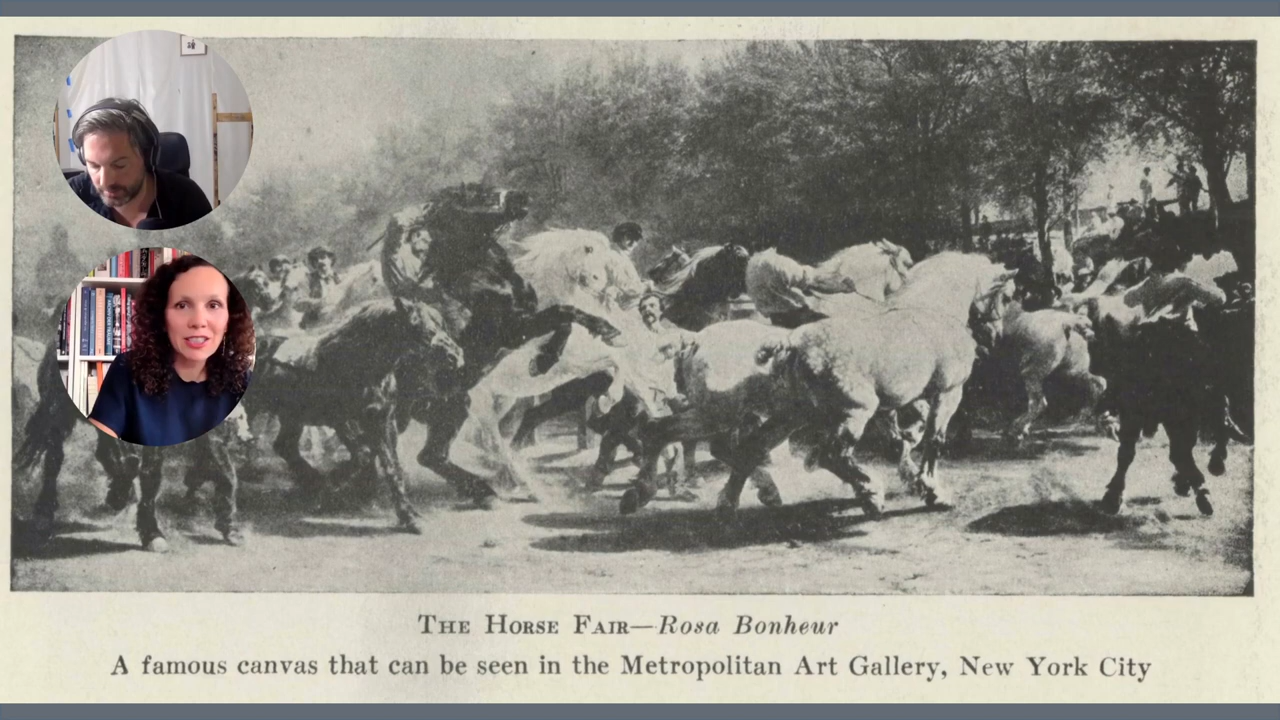 The Horse Fair—Rosa Bonheur
A famous canvas that can be seen in the Metropolitan Art Gallery, New York City